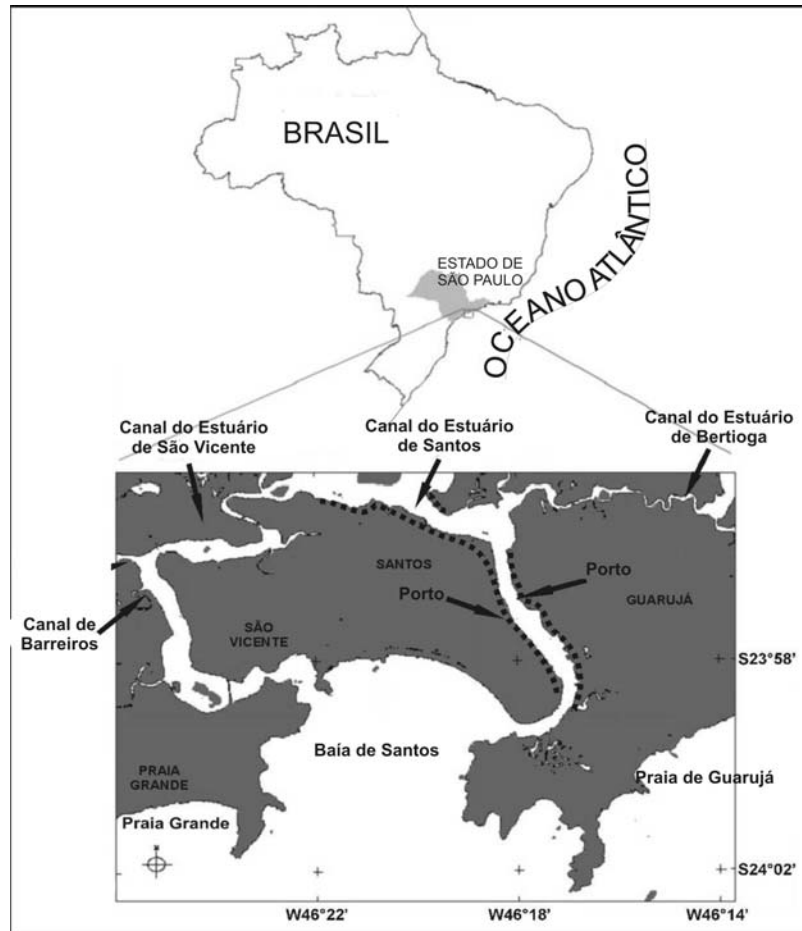 BRASIL
OCEANO ATLÂNTICO
ESTADO DE
SÃO PAULO
Canal do Estuário
de São Vicente
Canal do Estuário
de Santos
Canal do Estuário
de Bertioga
SANTOS
Porto
Porto
GUARUJÁ
Canal de
Barreiros
SÃO
VICENTE
S23°58'
Baía de Santos
PRAIA
GRANDE
Praia de Guarujá
Praia Grande
S24°02'
W46°22'
W46°18'
W46°14'